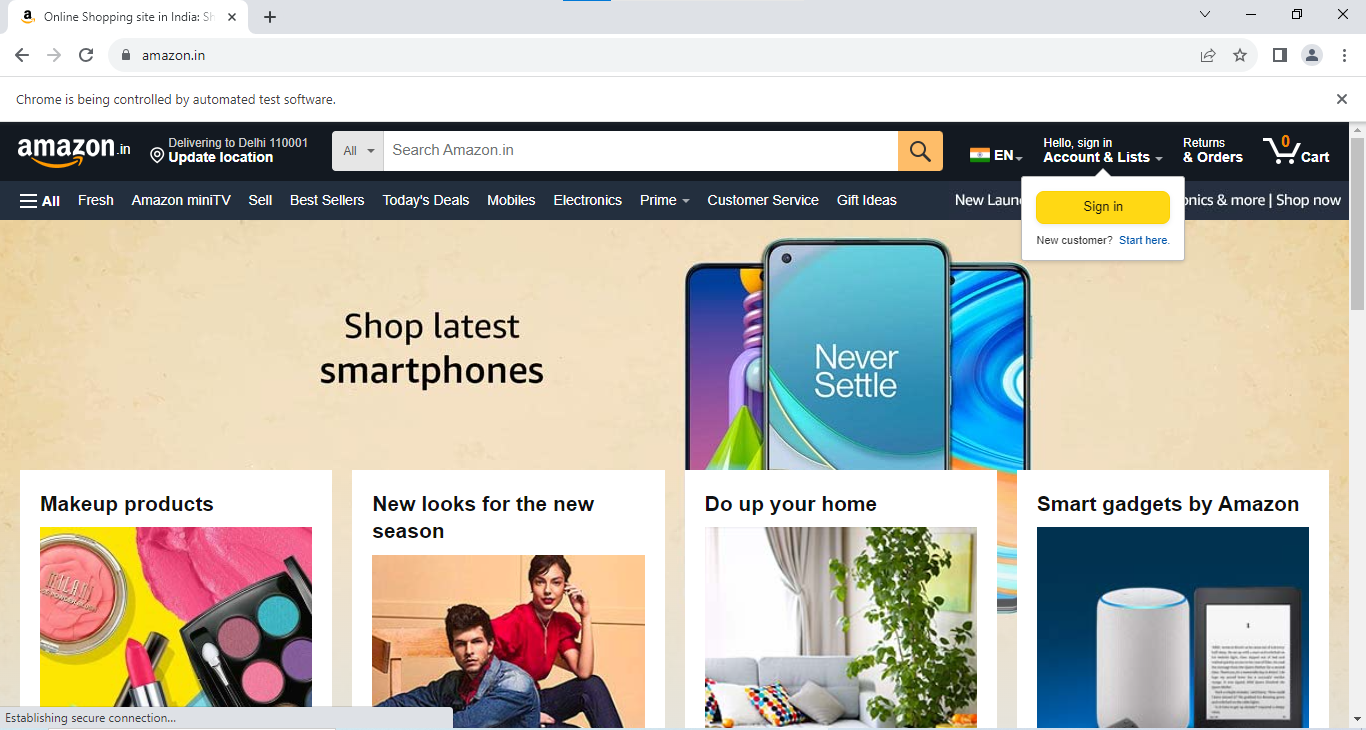 Online Shopping site in India: Sh
amazon.in
Chrome is being controlled by automated test software.
amazon.in
Delivering to Delhi 110001
Update location
All
Search Amazon.in
EN
Hello, sign in
Account & Lists
Returns
& Orders
0
Cart
All
Fresh
Amazon miniTV
Sell
Best Sellers
Today's Deals
Mobiles
Electronics
Prime
Customer Service
Gift Ideas
New Laun
onics & more | Shop now
Sign in
New customer? Start here.
Shop latest
smartphones
Never
Settle
Makeup products
New looks for the new
season
Do up your home
Smart gadgets by Amazon
MILANI
Establishing secure connection...